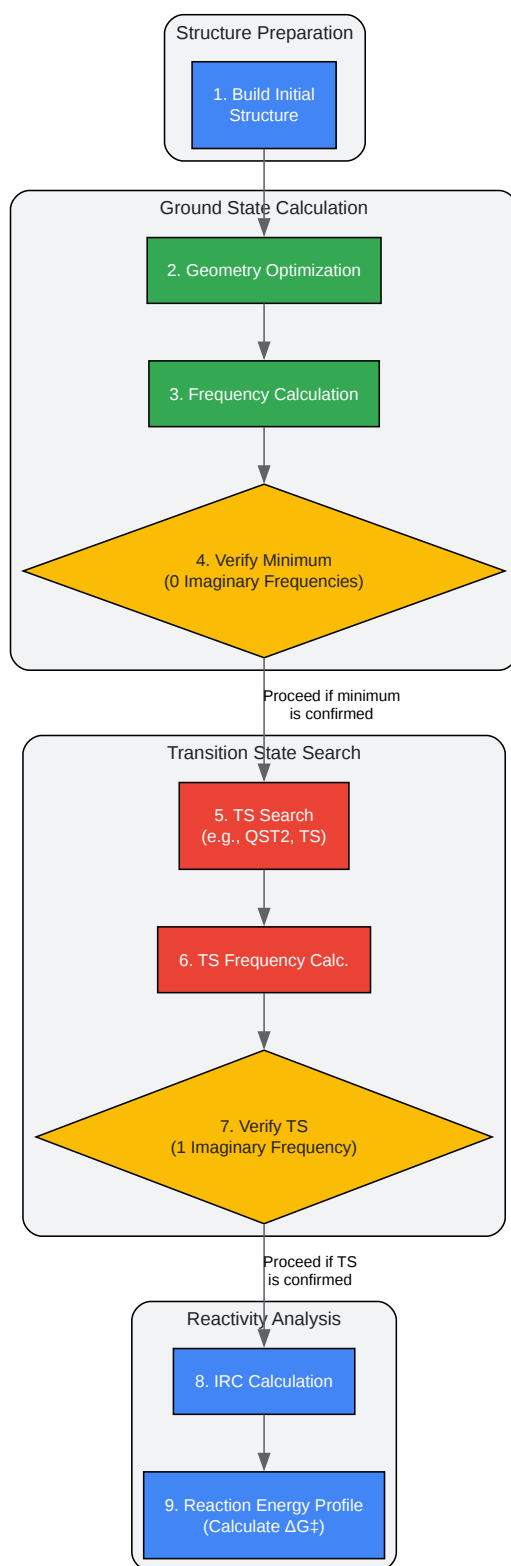 Structure Preparation
1. Build Initial
Structure
Ground State Calculation
2. Geometry Optimization
3. Frequency Calculation
4. Verify Minimum
(0 Imaginary Frequencies)
Proceed if minimum
is confirmed
Transition State Search
5. TS Search
(e.g., QST2, TS)
6. TS Frequency Calc.
7. Verify TS
(1 Imaginary Frequency)
Proceed if TS
is confirmed
Reactivity Analysis
8. IRC Calculation
9. Reaction Energy Profile
(Calculate ΔG‡)